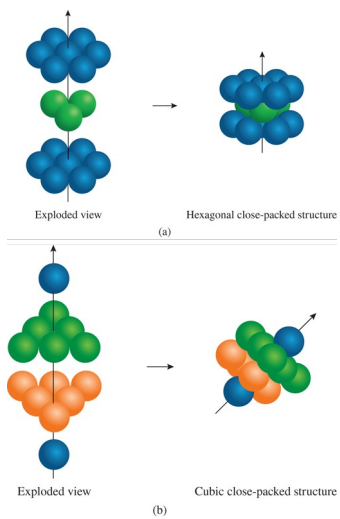 Exploded view
Hexagonal close-packed structure
(a)
Exploded view
Cubic close-packed structure
(b)